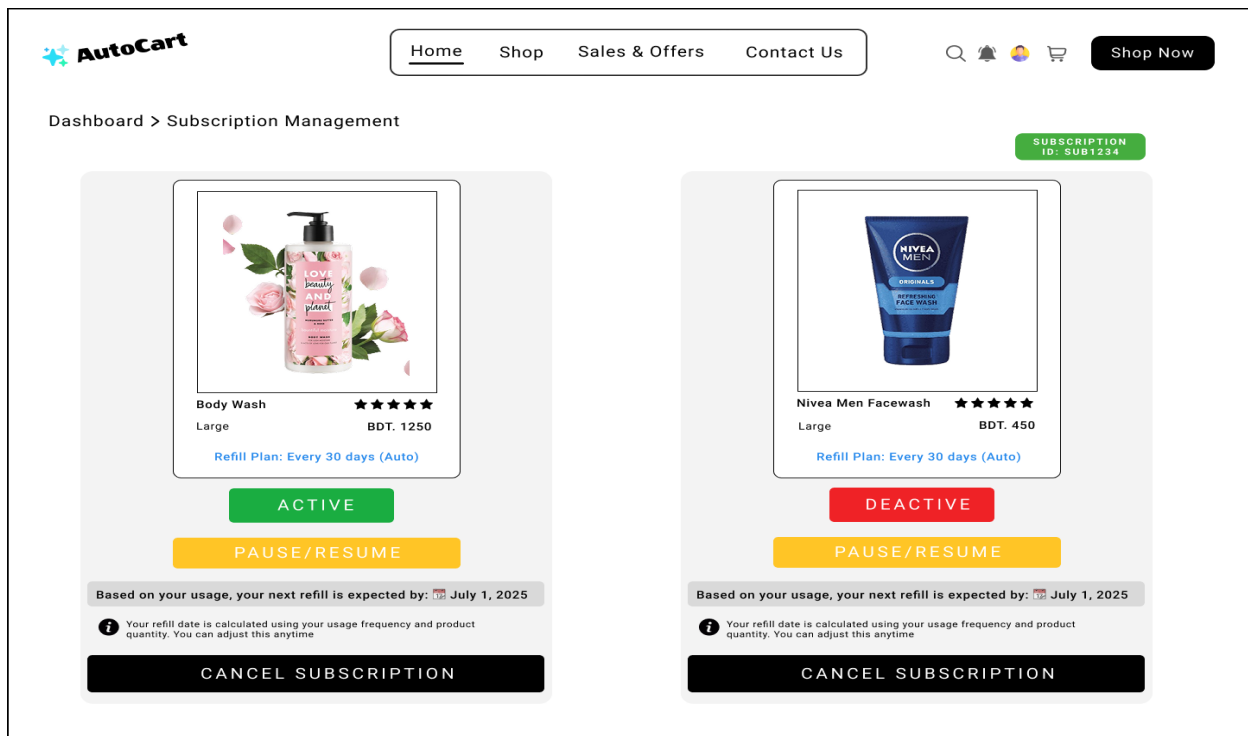 AutoCart
Home Shop Sales & Offers Contact Us
Shop Now
Dashboard > Subscription Management
SUBSCRIPTION
ID: SUB1234
LOVE
beauty
AND
planet
BODY WASH
Body Wash
Large BDT. 1250
Refill Plan: Every 30 days (Auto)
ACTIVE
PAUSE/RESUME
Based on your usage, your next refill is expected by: July 1, 2025
Your refill date is calculated using your usage frequency and product
quantity. You can adjust this anytime
CANCEL SUBSCRIPTION
NIVEA
MEN
ORIGINALS
REFRESHING
FACE WASH
Nivea Men Facewash
Large BDT. 450
Refill Plan: Every 30 days (Auto)
DEACTIVE
PAUSE/RESUME
Based on your usage, your next refill is expected by: July 1, 2025
Your refill date is calculated using your usage frequency and product
quantity. You can adjust this anytime
CANCEL SUBSCRIPTION